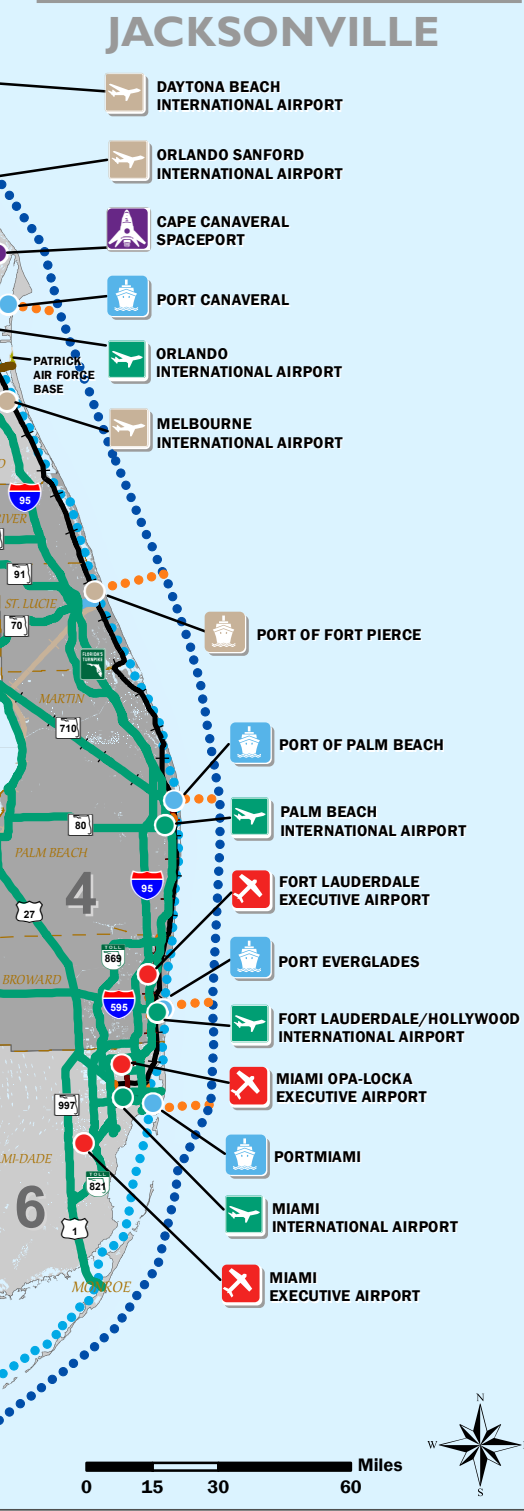 JACKSONVILLE
DAYTONA BEACH
INTERNATIONAL AIRPORT
ORLANDO SANFORD
INTERNATIONAL AIRPORT
CAPE CANAVERAL
SPACEPORT
PORT CANAVERAL
ORLANDO
INTERNATIONAL AIRPORT
PATRICK
AIR FORCE
BASE
MELBOURNE
INTERNATIONAL AIRPORT
95
91
ST. LUCIE
70
PORT OF FORT PIERCE
FLORIDA'S
TURNPIKE
MARTIN
710
PORT OF PALM BEACH
PALM BEACH
INTERNATIONAL AIRPORT
80
PALM BEACH
4
95
27
FORT LAUDERDALE
EXECUTIVE AIRPORT
TOLL
869
PORT EVERGLADES
BROWARD
595
FORT LAUDERDALE/HOLLYWOOD
INTERNATIONAL AIRPORT
MIAMI OPA-LOCKA
EXECUTIVE AIRPORT
997
PORTMIAMI
MI-DADE
TOLL
821
6
1
MIAMI
INTERNATIONAL AIRPORT
MIAMI
EXECUTIVE AIRPORT
MONROE
N
W
S
Miles
0 15 30 60